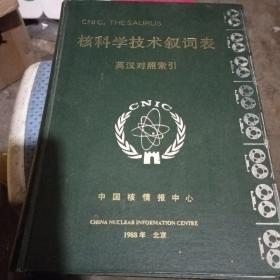 CNIC, THESAURUS
核科学技术叙词表
英汉对照索引
CNIC
中国核情报中心
CHINA NUCLEAR INFORMATION CENTRE
1988年 北京